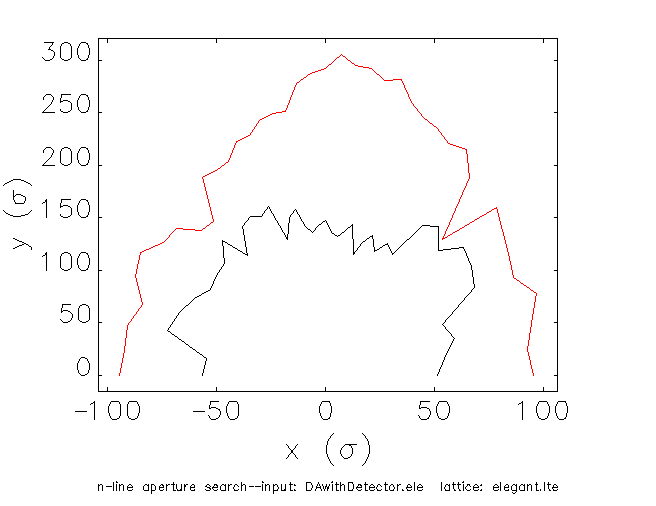 300
250
200
150
100
50
0
y (σ)
-100 -50 0 50 100
x (σ)
n-line aperture search--input: DAwithDetector.ele lattice: elegant.lte